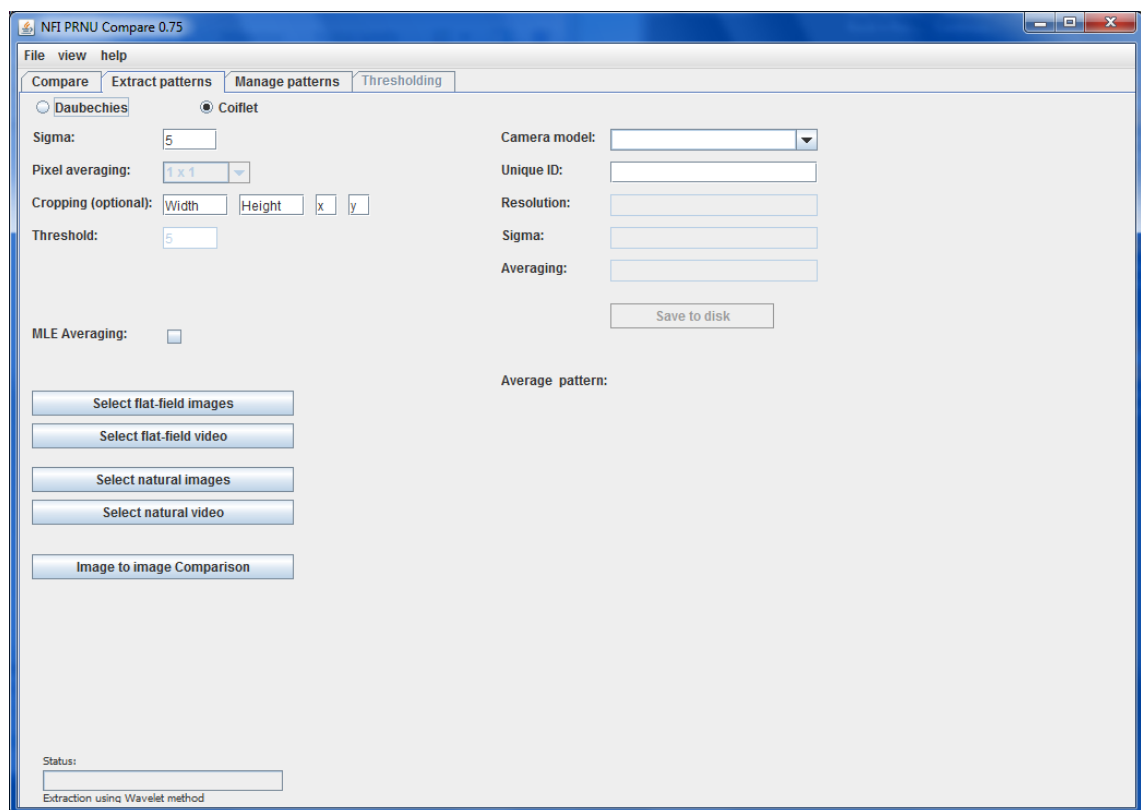 NFI PRNU Compare 0.75
File view help
Compare Extract patterns Manage patterns Thresholding
Daubechies Coiflet
Sigma: 5
Pixel averaging: 1 x 1
Cropping (optional): Width Height x y
Threshold: 5
MLE Averaging:
Select flat-field images
Select flat-field video
Select natural images
Select natural video
Image to image Comparison
Camera model:
Unique ID:
Resolution:
Sigma:
Averaging:
Save to disk
Average pattern:
Status:
Extraction using Wavelet method